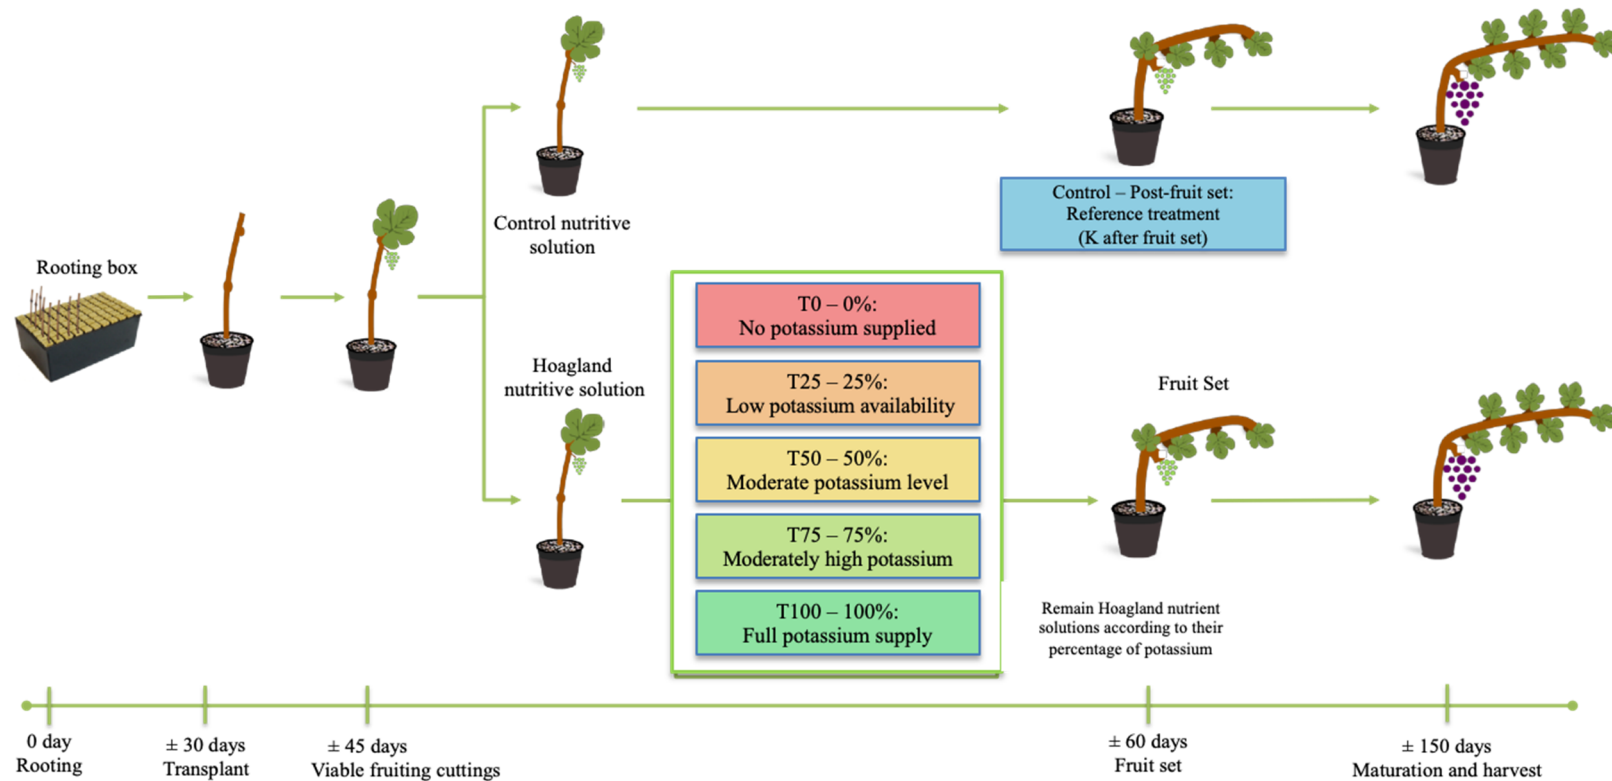 Rooting box
Control nutritive
solution
Control – Post-fruit set:
Reference treatment
(K after fruit set)
Hoagland
nutritive solution
T0 – 0%:
No potassium supplied
T25 – 25%:
Low potassium availability
T50 – 50%:
Moderate potassium level
T75 – 75%:
Moderately high potassium
T100 – 100%:
Full potassium supply
Fruit Set
Remain Hoagland nutrient
solutions according to their
percentage of potassium
0 day
Rooting
± 30 days
Transplant
± 45 days
Viable fruiting cuttings
± 60 days
Fruit set
± 150 days
Maturation and harvest